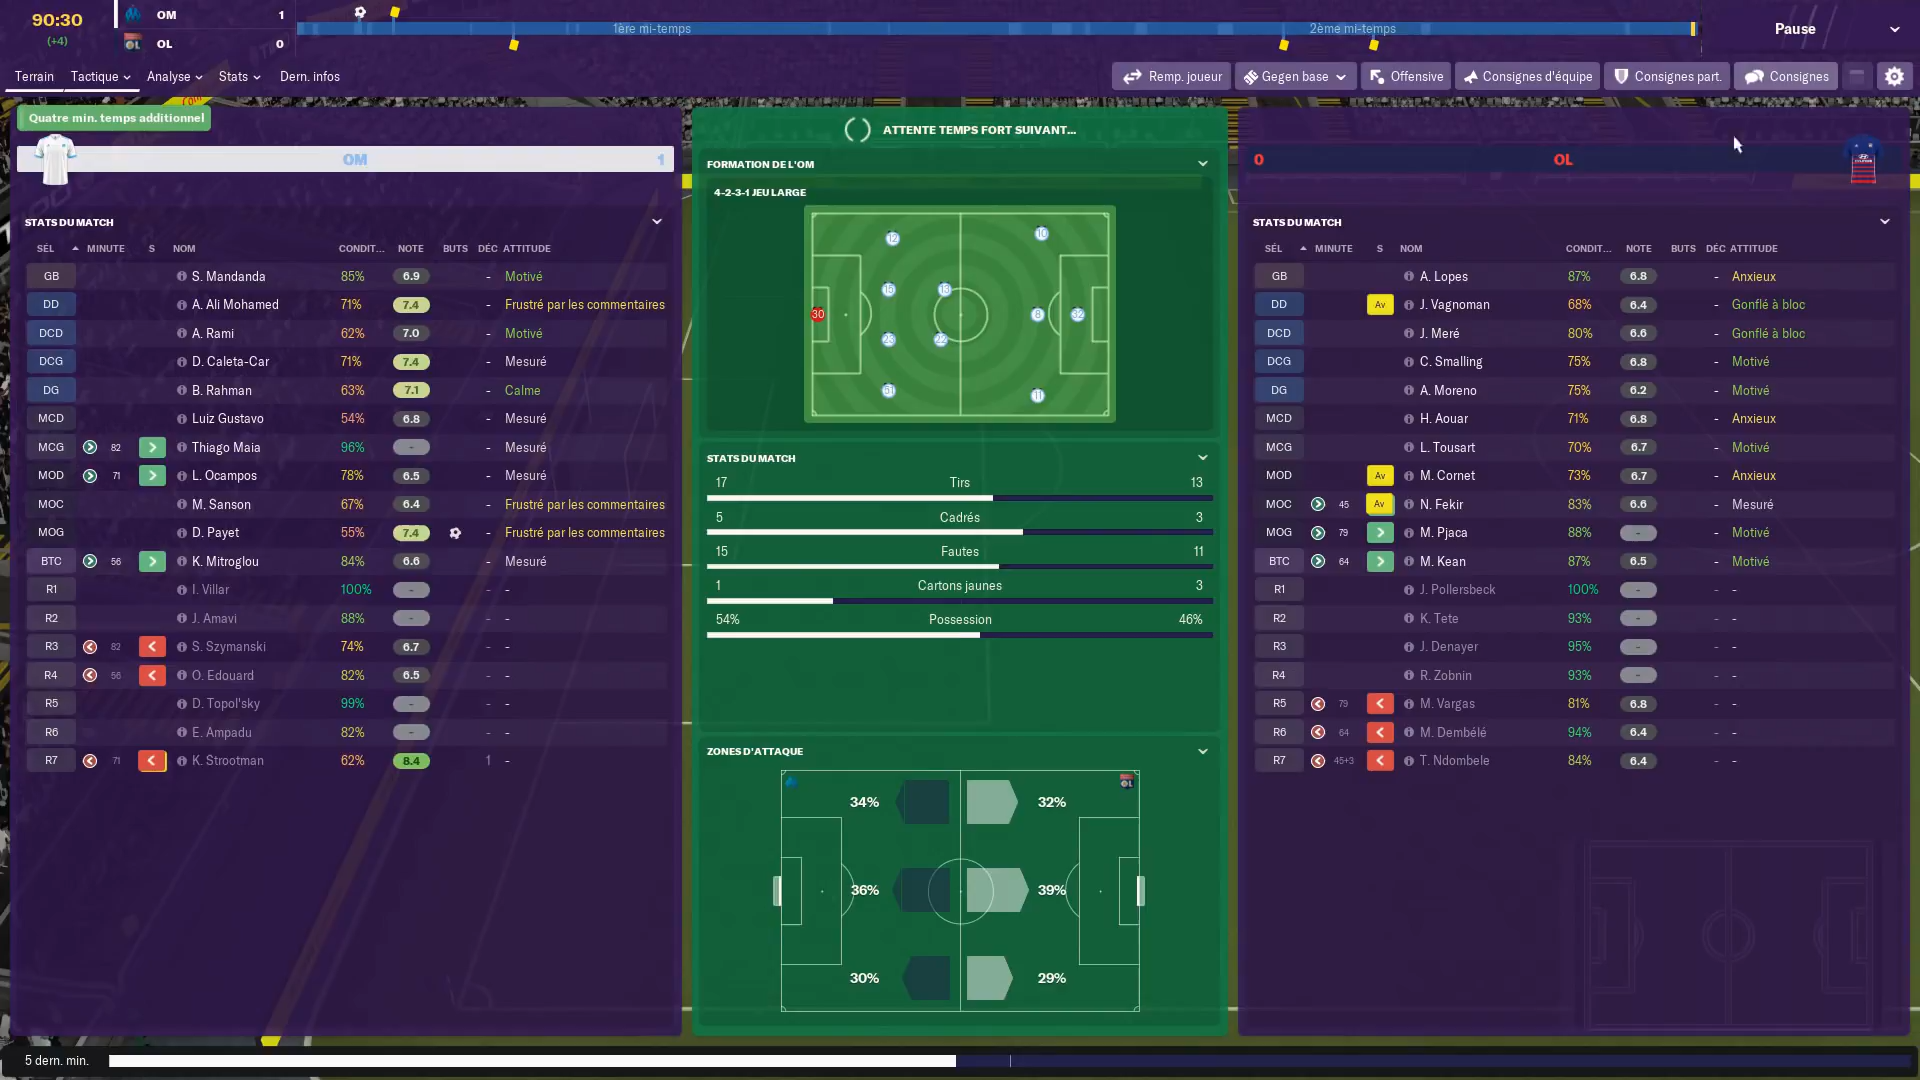 90:30
(+4)
OM 1
OL 0
1ère mi-temps
2ème mi-temps
Pause
Terrain Tactique Analyse Stats Dern. infos
Remp. joueur Gegen base Offensive Consignes d'équipe Consignes part. Consignes
Quatre min. temps additionnel
OM 1
STATS DU MATCH
SÉL MINUTE S NOM CONDIT... NOTE BUTS DÉC ATTITUDE
GB S. Mandanda 85% 6.9 - Motivé
DD A. Ali Mohamed 71% 7.4 - Frustré par les commentaires
DCD A. Rami 62% 7.0 - Motivé
DCG D. Caleta-Car 71% 7.4 - Mesuré
DG B. Rahman 63% 7.1 - Calme
MCD Luiz Gustavo 54% 6.8 - Mesuré
MCG 82 Thiago Maia 96% - - Mesuré
MOD 71 L. Ocampos 78% 6.5 - Mesuré
MOC M. Sanson 67% 6.4 - Frustré par les commentaires
MOG D. Payet 55% 7.4 - Frustré par les commentaires
BTC 56 K. Mitroglou 84% 6.6 - Mesuré
R1 I. Villar 100% - - -
R2 J. Amavi 88% - - -
R3 82 S. Szymanski 74% 6.7 - -
R4 56 O. Edouard 82% 6.5 - -
R5 D. Topol'sky 99% - - -
R6 E. Ampadu 82% - - -
R7 71 K. Strootman 62% 8.4 1 -
ATTENTE TEMPS FORT SUIVANT...
FORMATION DE L'OM
4-2-3-1 JEU LARGE
12
10
15
13
30
8
32
23
22
11
STATS DU MATCH
17 Tirs 13
5 Cadrés 3
15 Fautes 11
1 Cartons jaunes 3
54% Possession 46%
ZONES D'ATTAQUE
OL
34% 32%
36% 39%
30% 29%
0 OL
STATS DU MATCH
SÉL MINUTE S NOM CONDIT... NOTE BUTS DÉC ATTITUDE
GB A. Lopes 87% 6.8 - Anxieux
DD Av J. Vagnoman 68% 6.4 - Gonflé à bloc
DCD J. Meré 80% 6.6 - Gonflé à bloc
DCG C. Smalling 75% 6.8 - Motivé
DG A. Moreno 75% 6.2 - Motivé
MCD H. Aouar 71% 6.8 - Anxieux
MCG L. Tousart 70% 6.7 - Motivé
MOD Av M. Cornet 73% 6.7 - Anxieux
MOC 45 Av N. Fekir 83% 6.6 - Mesuré
MOG 79 M. Pjaca 88% - - Motivé
BTC 64 M. Kean 87% 6.5 - Motivé
R1 J. Pollersbeck 100% - - -
R2 K. Tete 93% - - -
R3 J. Denayer 95% - - -
R4 R. Zobnin 93% - - -
R5 79 M. Vargas 81% 6.8 - -
R6 64 M. Dembélé 94% 6.4 - -
R7 45+3 T. Ndombele 84% 6.4 - -
5 dern. min.